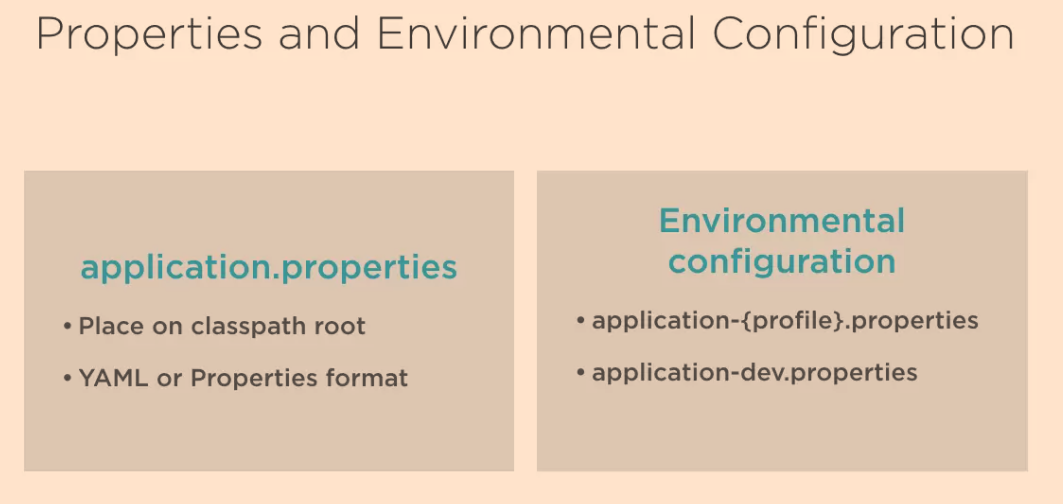 Properties and Environmental Configuration
application.properties
• Place on classpath root
• YAML or Properties format
Environmental
configuration
• application-{profile}.properties
• application-dev.properties